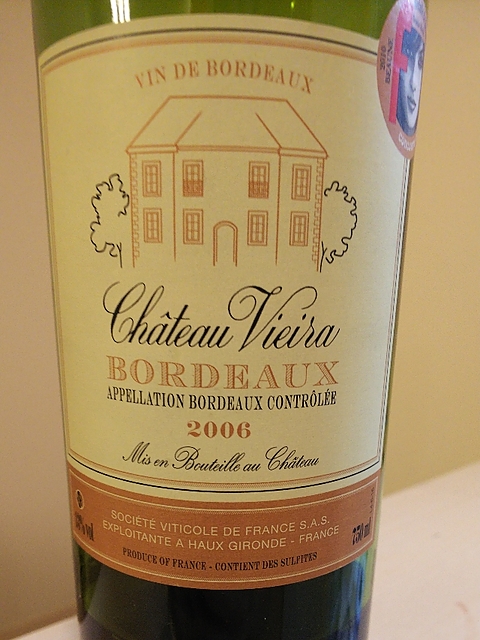 VIN DE BORDEAUX
Château Vieira
BORDEAUX
APPELLATION BORDEAUX CONTRÔLÉE
2006
Mis en Bouteille au Château
SOCIÉTÉ VITICOLE DE FRANCE S.A.S.
EXPLOITANTE A HAUX GIRONDE - FRANCE
% vol
750 ml
PRODUCE OF FRANCE - CONTIENT DES SULFITES